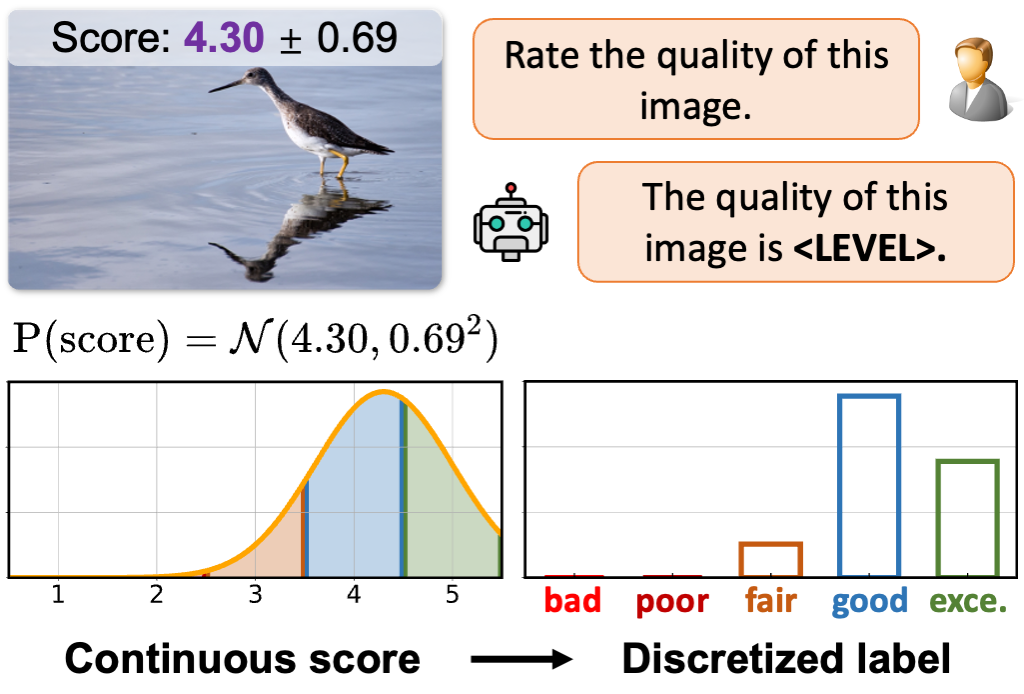 Score: 4.30 ± 0.69
Rate the quality of this
image.
The quality of this
image is <LEVEL>.
P(score) = 𝒩(4.30, 0.69²)
1 2 3 4 5
bad poor fair good exce.
Continuous score → Discretized label